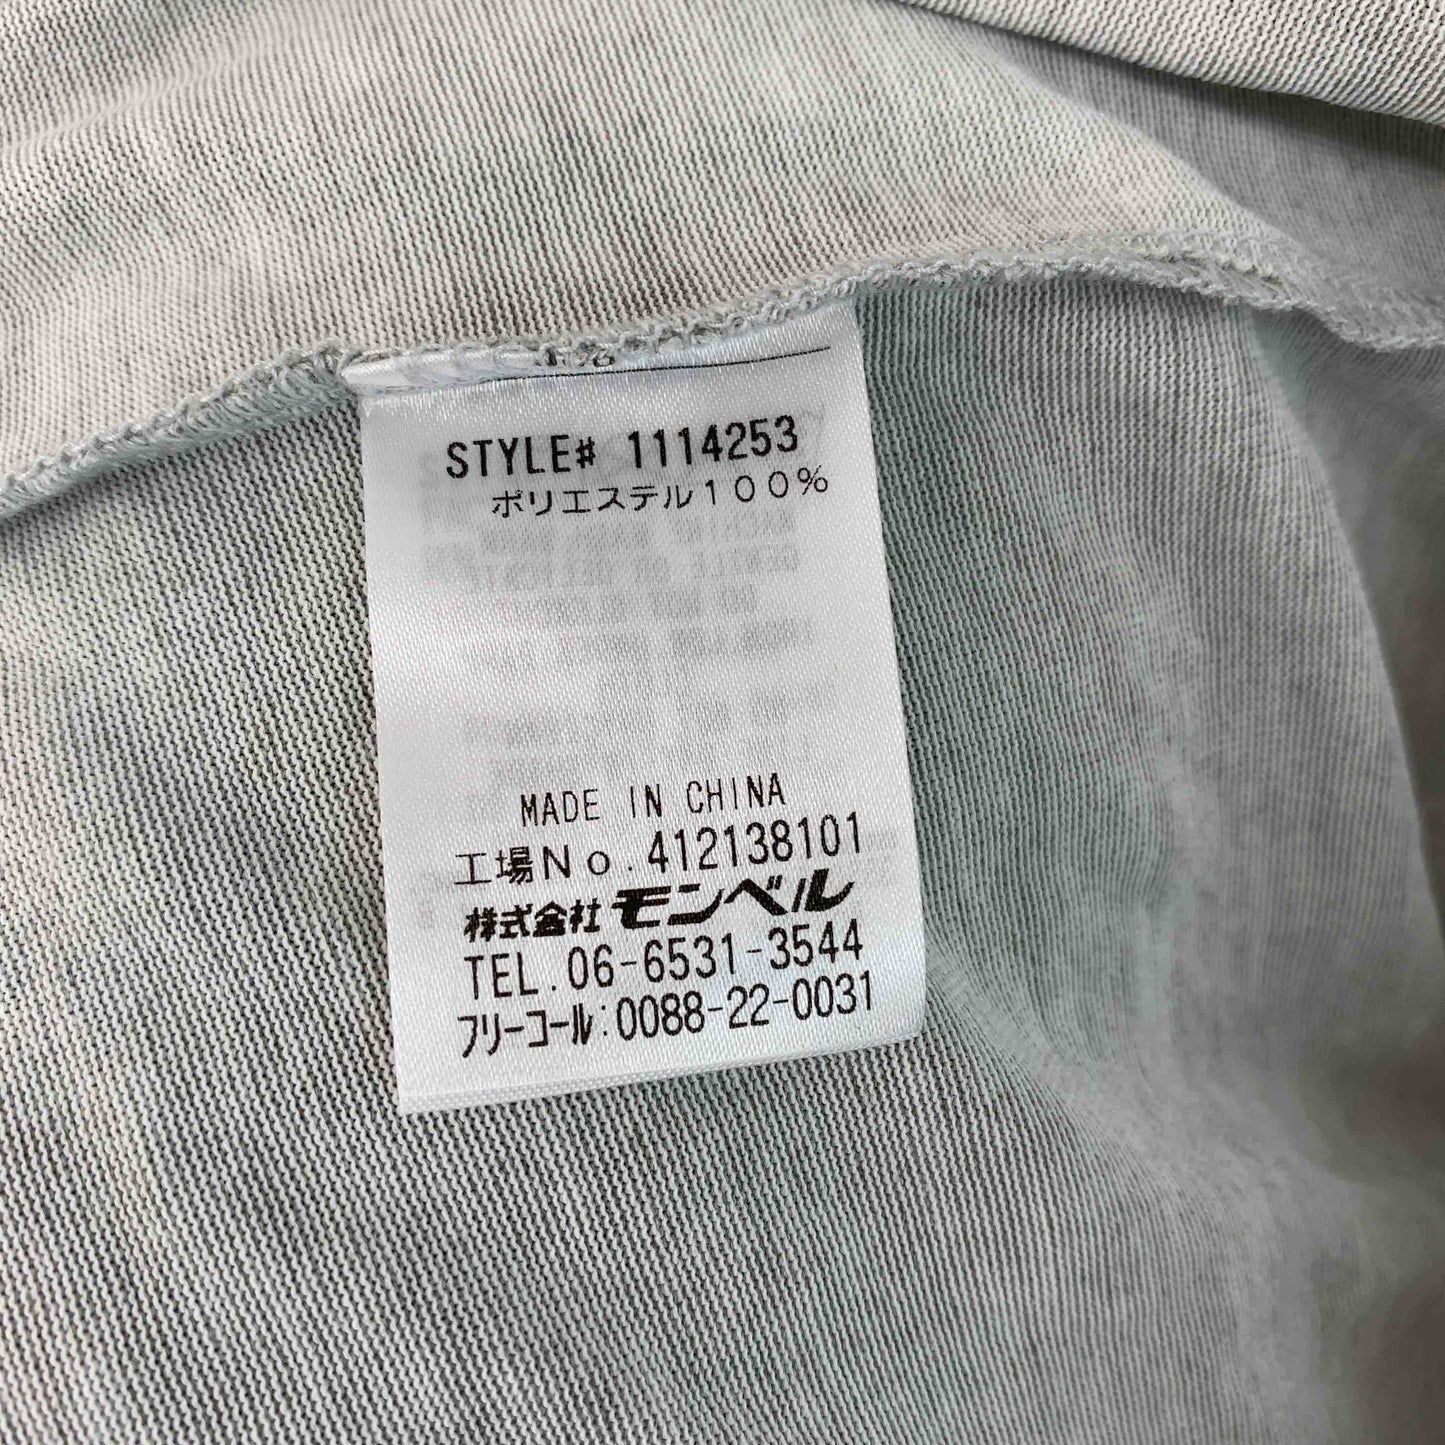 STYLE# 1114253
ポリエステル100%
MADE IN CHINA
工場No.412138101
株式会社モンベル
TEL.06-6531-3544
フリーコール:0088-22-0031